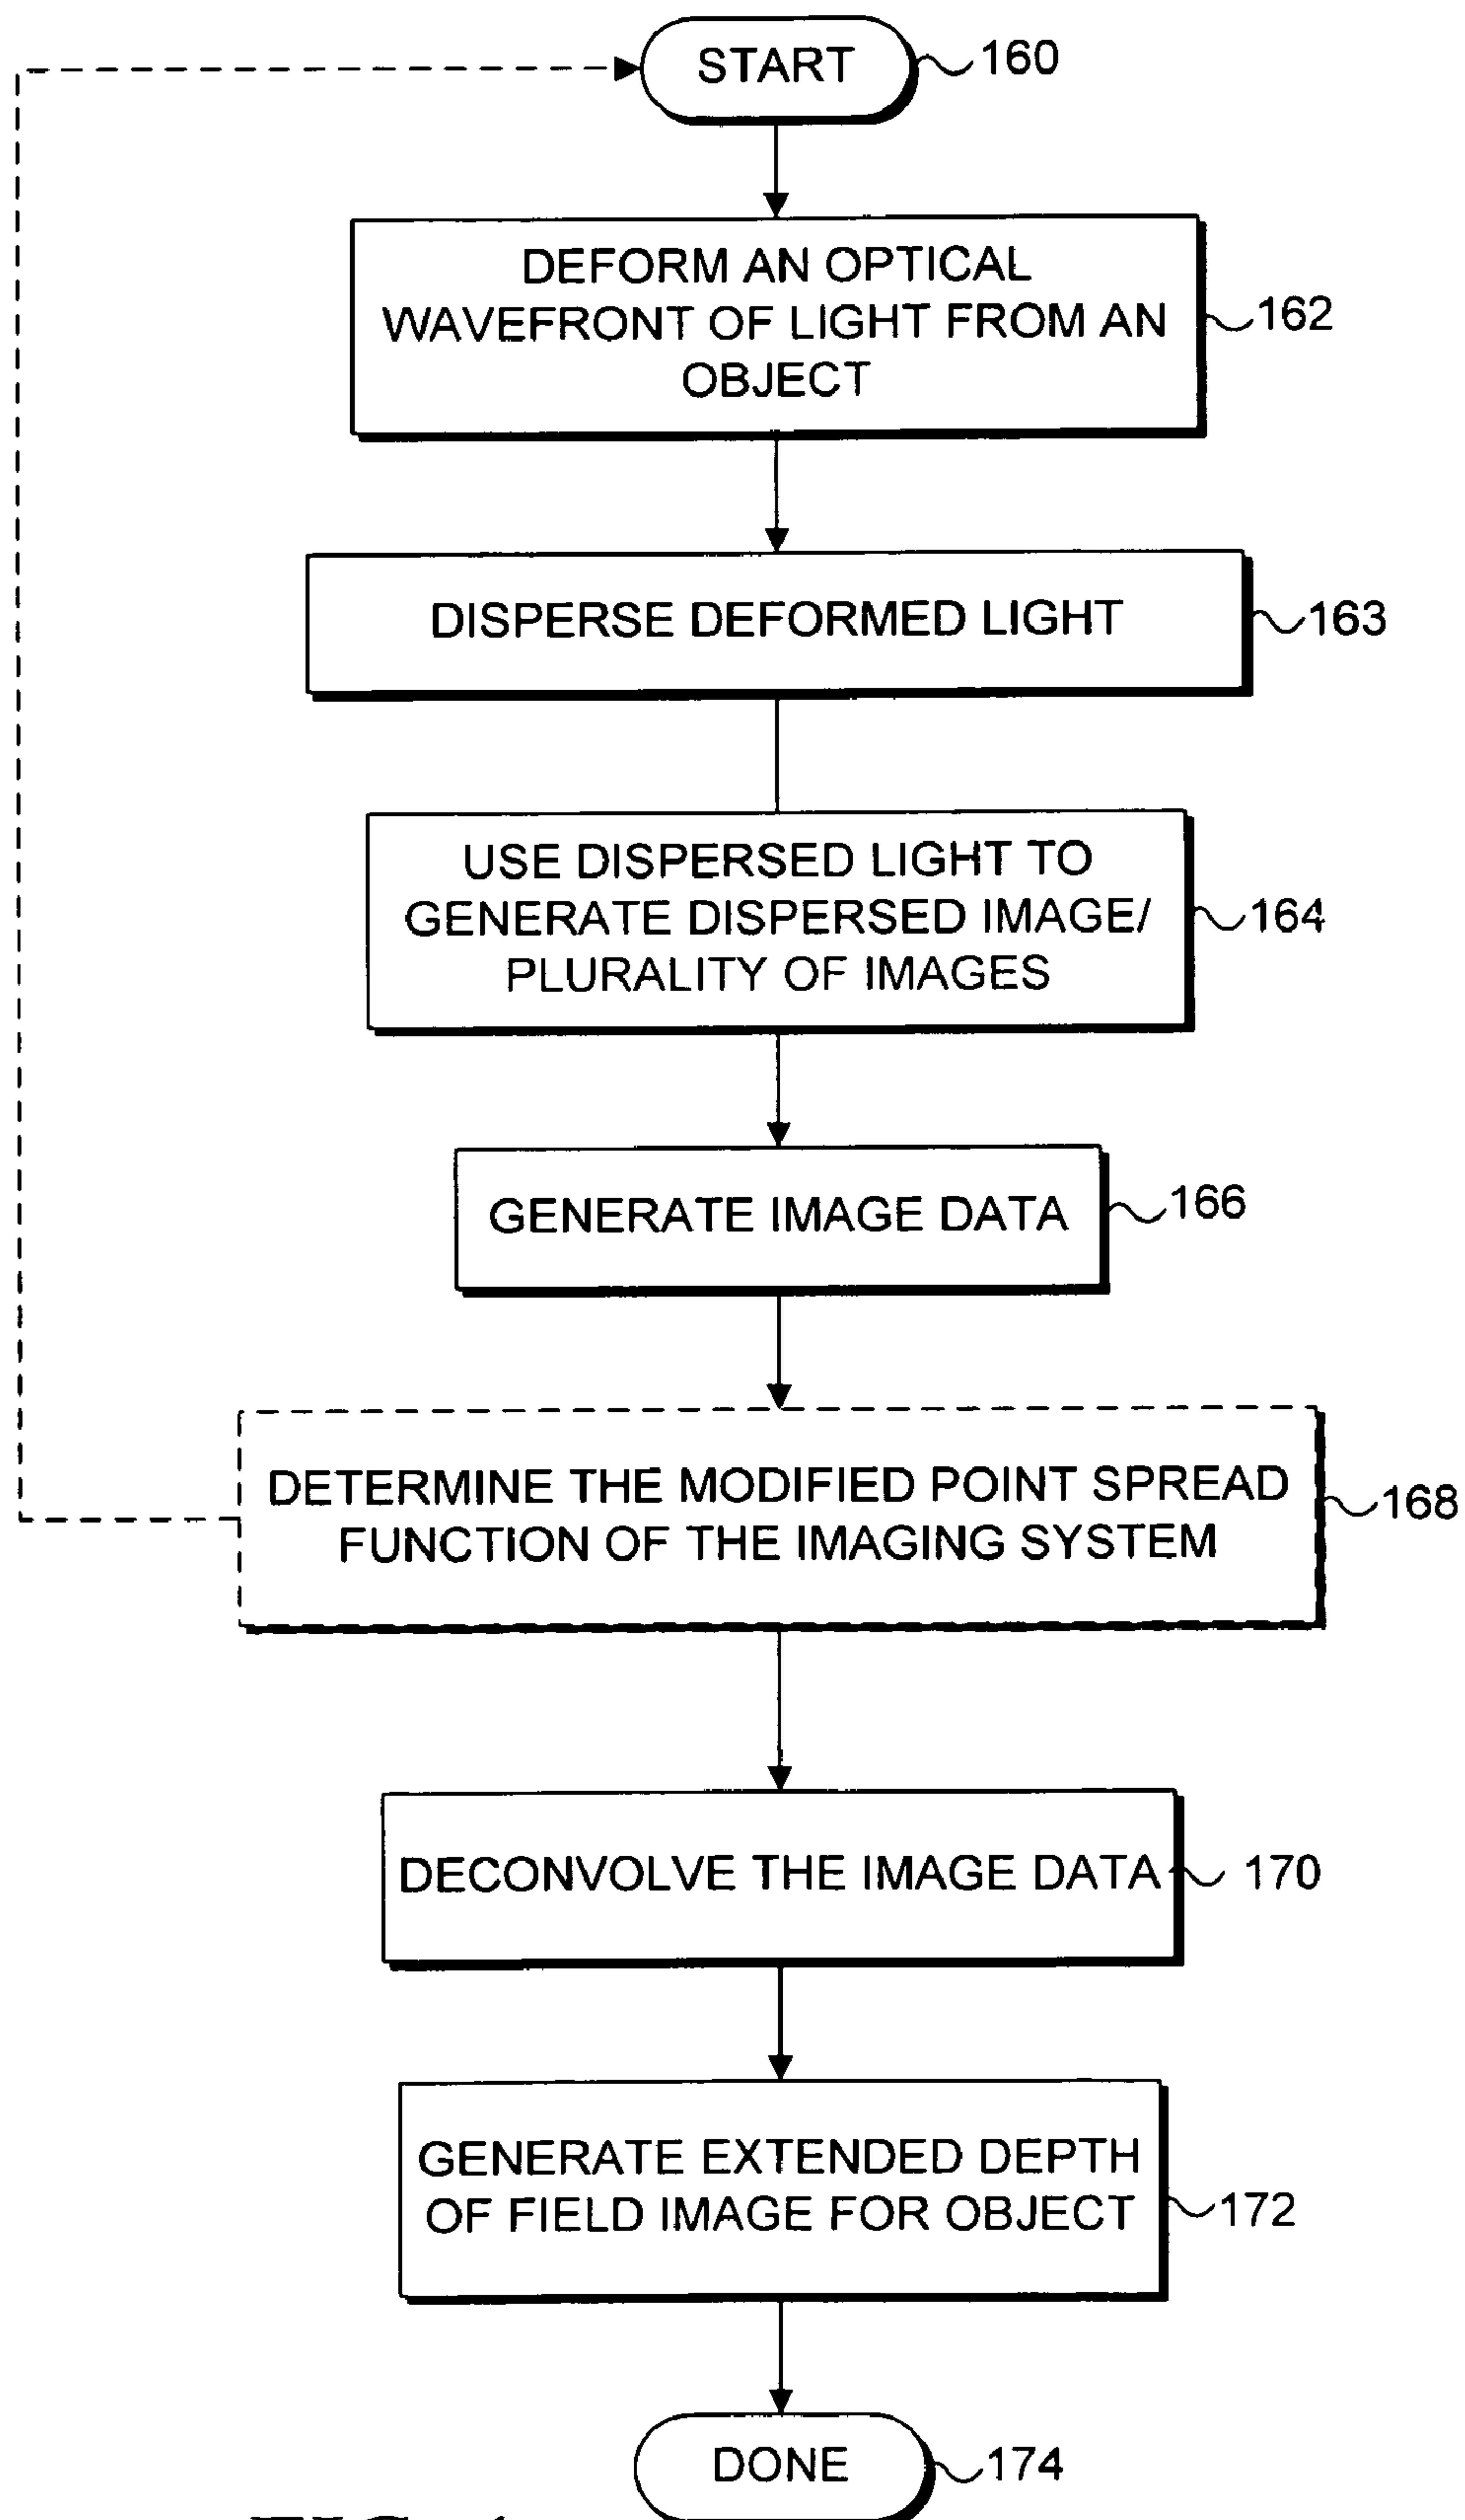 START
160
DEFORM AN OPTICAL
WAVEFRONT OF LIGHT FROM AN
OBJECT
162
DISPERSE DEFORMED LIGHT
163
USE DISPERSED LIGHT TO
GENERATE DISPERSED IMAGE/
PLURALITY OF IMAGES
164
GENERATE IMAGE DATA
166
DETERMINE THE MODIFIED POINT SPREAD
FUNCTION OF THE IMAGING SYSTEM
168
DECONVOLVE THE IMAGE DATA
170
GENERATE EXTENDED DEPTH
OF FIELD IMAGE FOR OBJECT
172
DONE
174